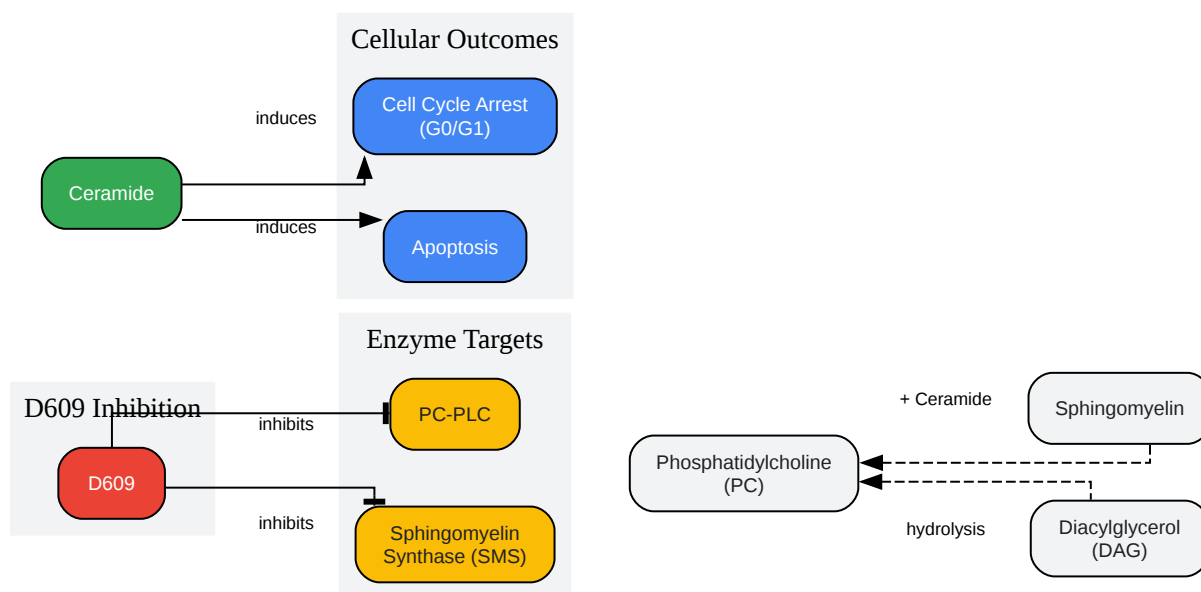 Cellular Outcomes
Cell Cycle Arrest
(G0/G1)
induces
Ceramide
induces
Apoptosis
Enzyme Targets
D609 Inhibition
PC-PLC
inhibits
D609
inhibits
Sphingomyelin
Synthase (SMS)
+ Ceramide
Sphingomyelin
Phosphatidylcholine
(PC)
hydrolysis
Diacylglycerol
(DAG)